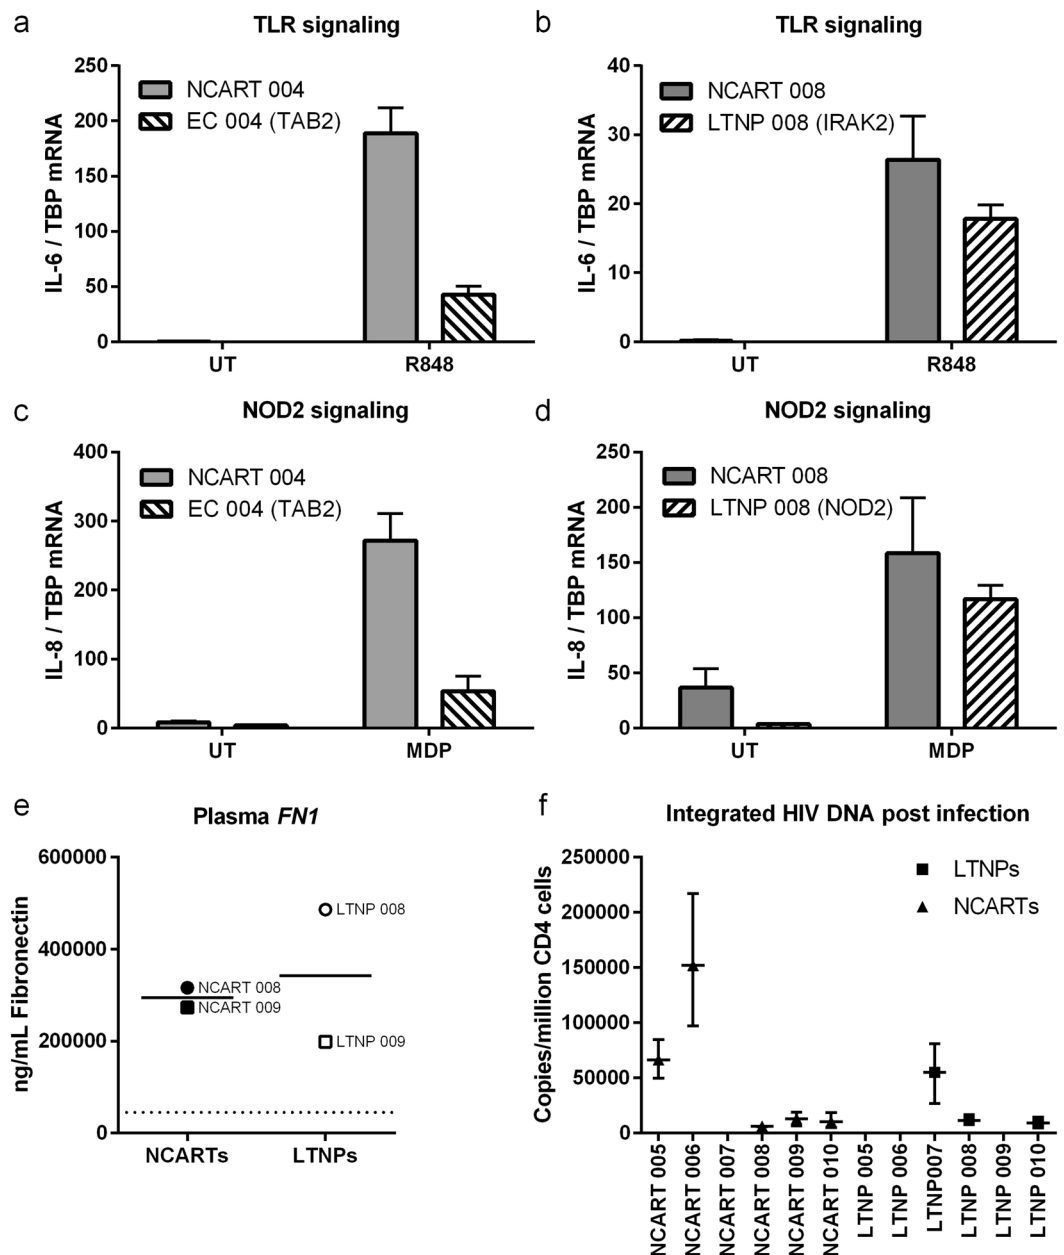 a
TLR signaling
IL-6 / TBP mRNA
250
200
150
100
50
0
NCART 004
EC 004 (TAB2)
UT
R848
b
TLR signaling
IL-6 / TBP mRNA
40
30
20
10
0
NCART 008
LTNP 008 (IRAK2)
UT
R848
c
NOD2 signaling
IL-8 / TBP mRNA
400
300
200
100
0
NCART 004
EC 004 (TAB2)
UT
MDP
d
NOD2 signaling
IL-8 / TBP mRNA
250
200
150
100
50
0
NCART 008
LTNP 008 (NOD2)
UT
MDP
e
Plasma FN1
ng/mL Fibronectin
600000
400000
200000
0
LTNP 008
NCART 008
NCART 009
LTNP 009
NCARTs
LTNPs
f
Integrated HIV DNA post infection
Copies/million CD4 cells
250000
200000
150000
100000
50000
0
LTNPs
NCARTs
NCART 005
NCART 006
NCART 007
NCART 008
NCART 009
NCART 010
LTNP 005
LTNP 006
LTNP007
LTNP 008
LTNP 009
LTNP 010